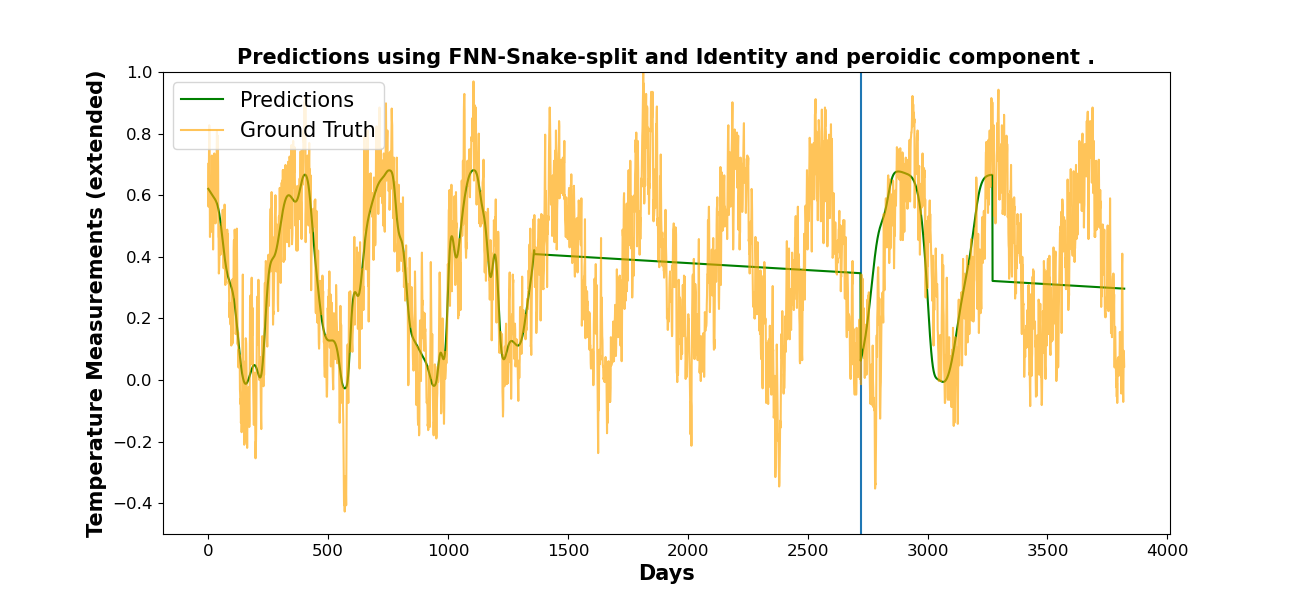 Predictions using FNN-Snake-split and Identity and peroidic component .
Temperature Measurements (extended)
1.0
0.8
0.6
0.4
0.2
0.0
−0.2
−0.4
Predictions
Ground Truth
0 500 1000 1500 2000 2500 3000 3500 4000
Days